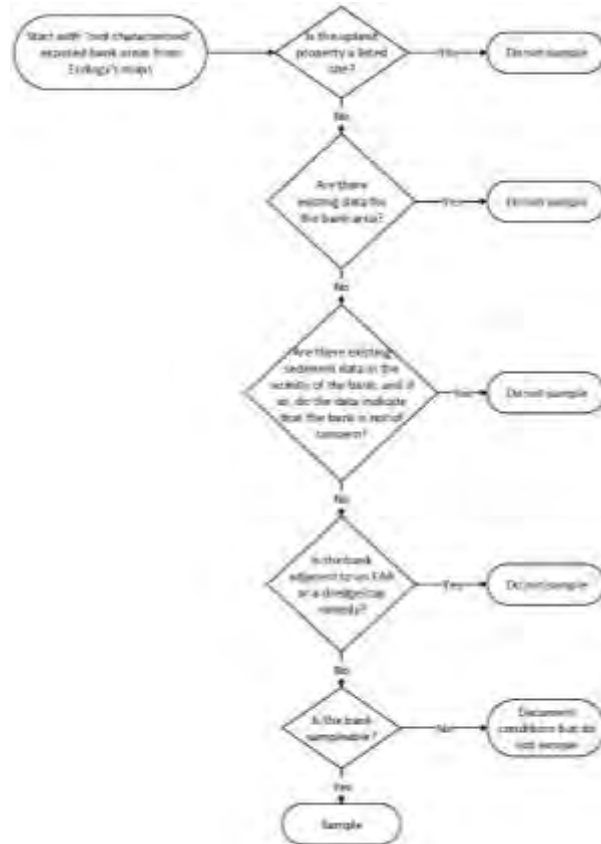 Start with "not characterized"
exposed bank areas from
Ecology's maps
Is the upland
property a listed
site?
Yes
Do not sample
No
Are there
existing data for
the bank area?
Yes
Do not sample
No
Are there existing
sediment data in the
vicinity of the bank, and if
so, do the data indicate
that the bank is not of
concern?
Yes
Do not sample
No
Is the bank
adjacent to an EAA
or a dredge/cap
remedy?
Yes
Do not sample
No
Is the bank
sampleable?
No
Document
conditions that do
not sample
Yes
Sample